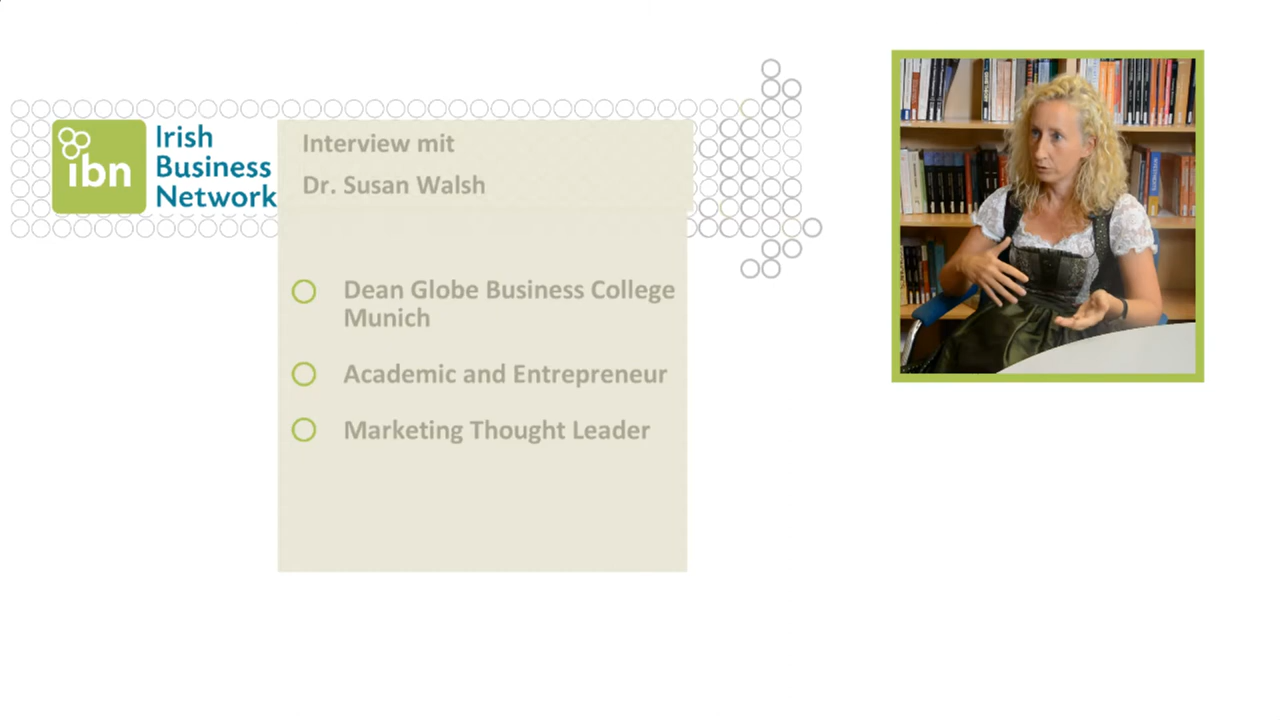 ibn
Irish
Business
Network
Interview mit
Dr. Susan Walsh
Dean Globe Business College
Munich
Academic and Entrepreneur
Marketing Thought Leader